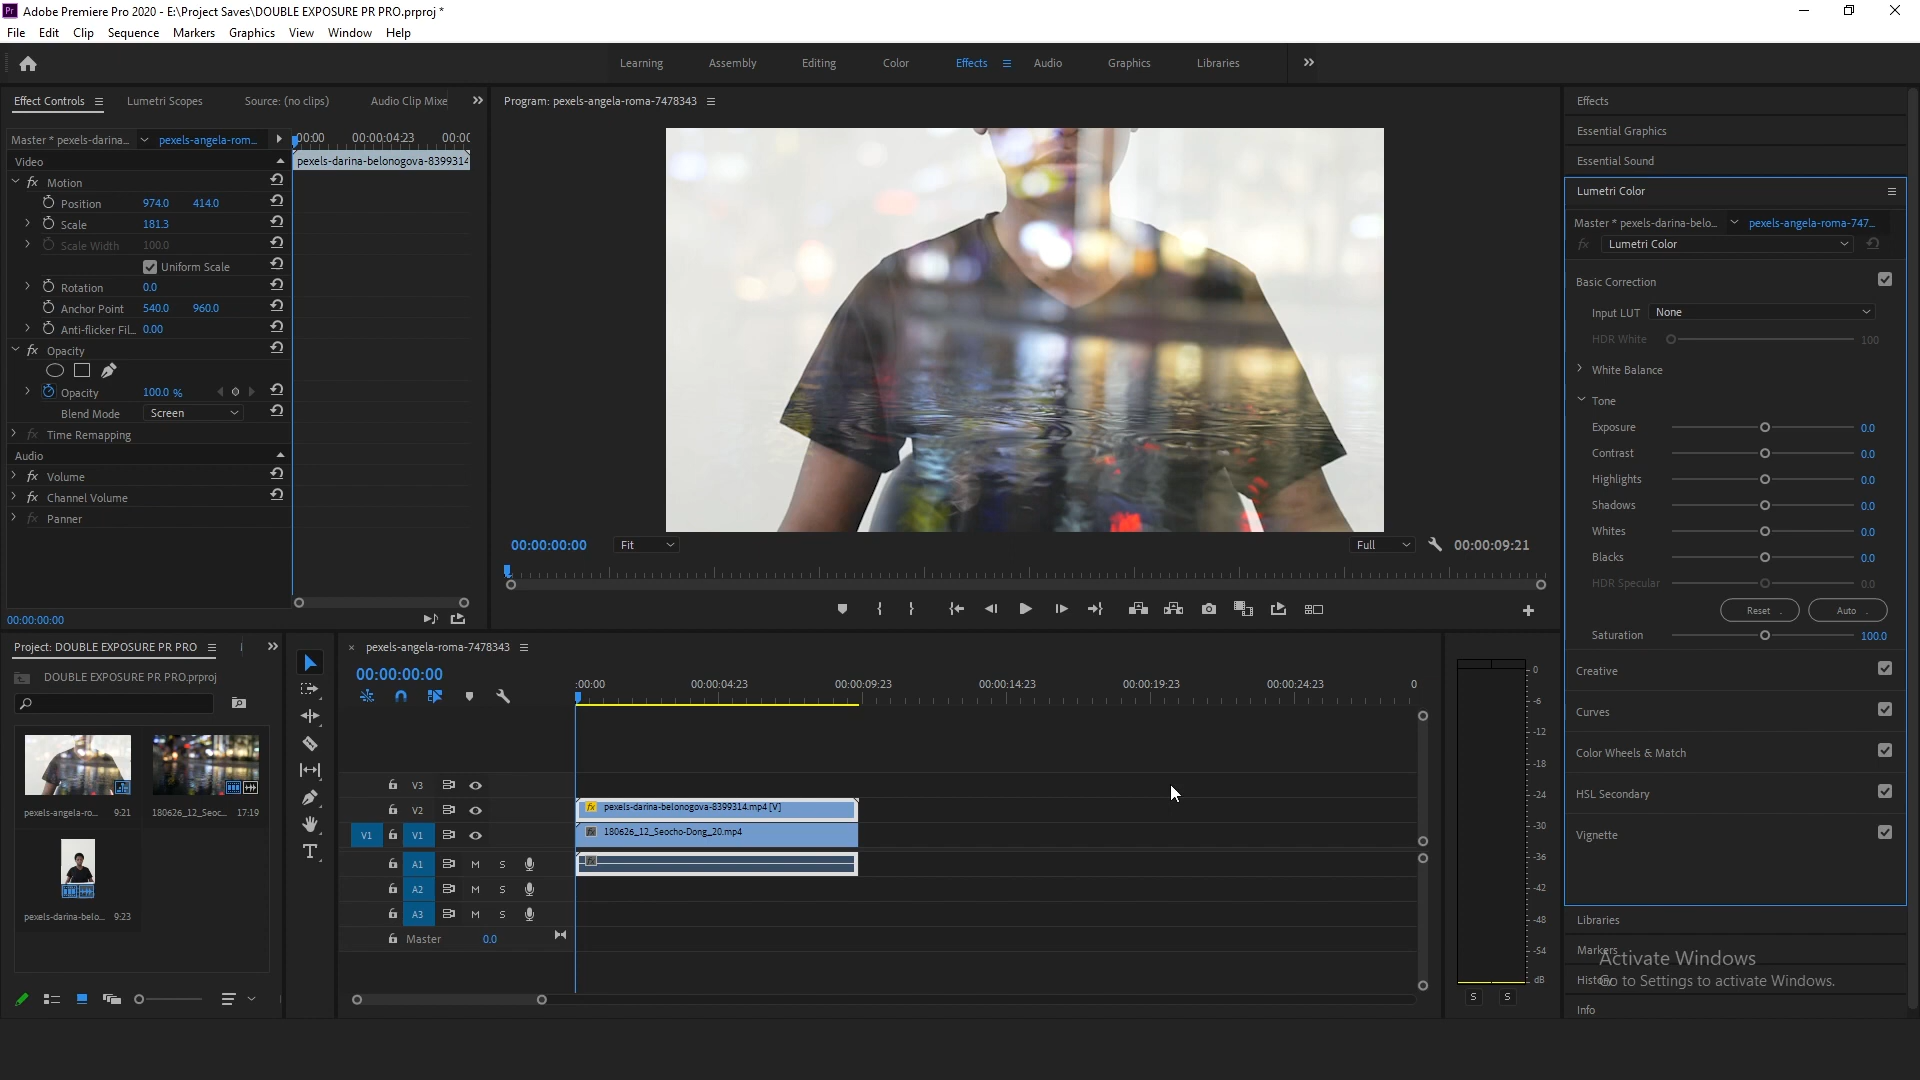 Adobe Premiere Pro 2020 - E:\Project Saves\DOUBLE EXPOSURE PR PRO.prproj *
File Edit Clip Sequence Markers Graphics View Window Help
Learning Assembly Editing Color Effects Audio Graphics Libraries
Effect Controls Lumetri Scopes Source: (no clips) Audio Clip Mixe
Program: pexels-angela-roma-7478343
Master * pexels-darina... pexels-angela-rom...
:00:00 00:00:04:23 00:0(
Video
pexels-darina-belonogova-8399314
Motion
Position 974.0 414.0
Scale 181.3
Scale Width 100.0
Uniform Scale
Rotation 0.0
Anchor Point 540.0 960.0
Anti-flicker Fil... 0.00
Opacity
Opacity 100.0 %
Blend Mode Screen
Time Remapping
Audio
Volume
Channel Volume
Panner
00:00:00:00
00:00:00:00 Fit Full 00:00:09:21
Effects
Essential Graphics
Essential Sound
Lumetri Color
Master * pexels-darina-belo... pexels-angela-roma-747...
fx Lumetri Color
Basic Correction
Input LUT None
HDR White 100
White Balance
Tone
Exposure 0.0
Contrast 0.0
Highlights 0.0
Shadows 0.0
Whites 0.0
Blacks 0.0
HDR Specular 0.0
Reset Auto
Saturation 100.0
Creative
Curves
Color Wheels & Match
HSL Secondary
Vignette
Libraries
Markers
History
Info
Activate Windows
Go to Settings to activate Windows.
Project: DOUBLE EXPOSURE PR PRO
DOUBLE EXPOSURE PR PRO.prproj
pexels-angela-ro... 9:21
180626_12_Seoc... 17:19
pexels-darina-belo... 9:23
× pexels-angela-roma-7478343
00:00:00:00
:00:00 00:00:04:23 00:00:09:23 00:00:14:23 00:00:19:23 00:00:24:23 0
V3
V2 fx pexels-darina-belonogova-8399314.mp4 [V]
V1 V1 fx 180626_12_Seocho-Dong_20.mp4
A1 M S fx
A2 M S
A3 M S
Master 0.0
0
-6
-12
-18
-24
-30
-36
-42
-48
-54
dB
S S